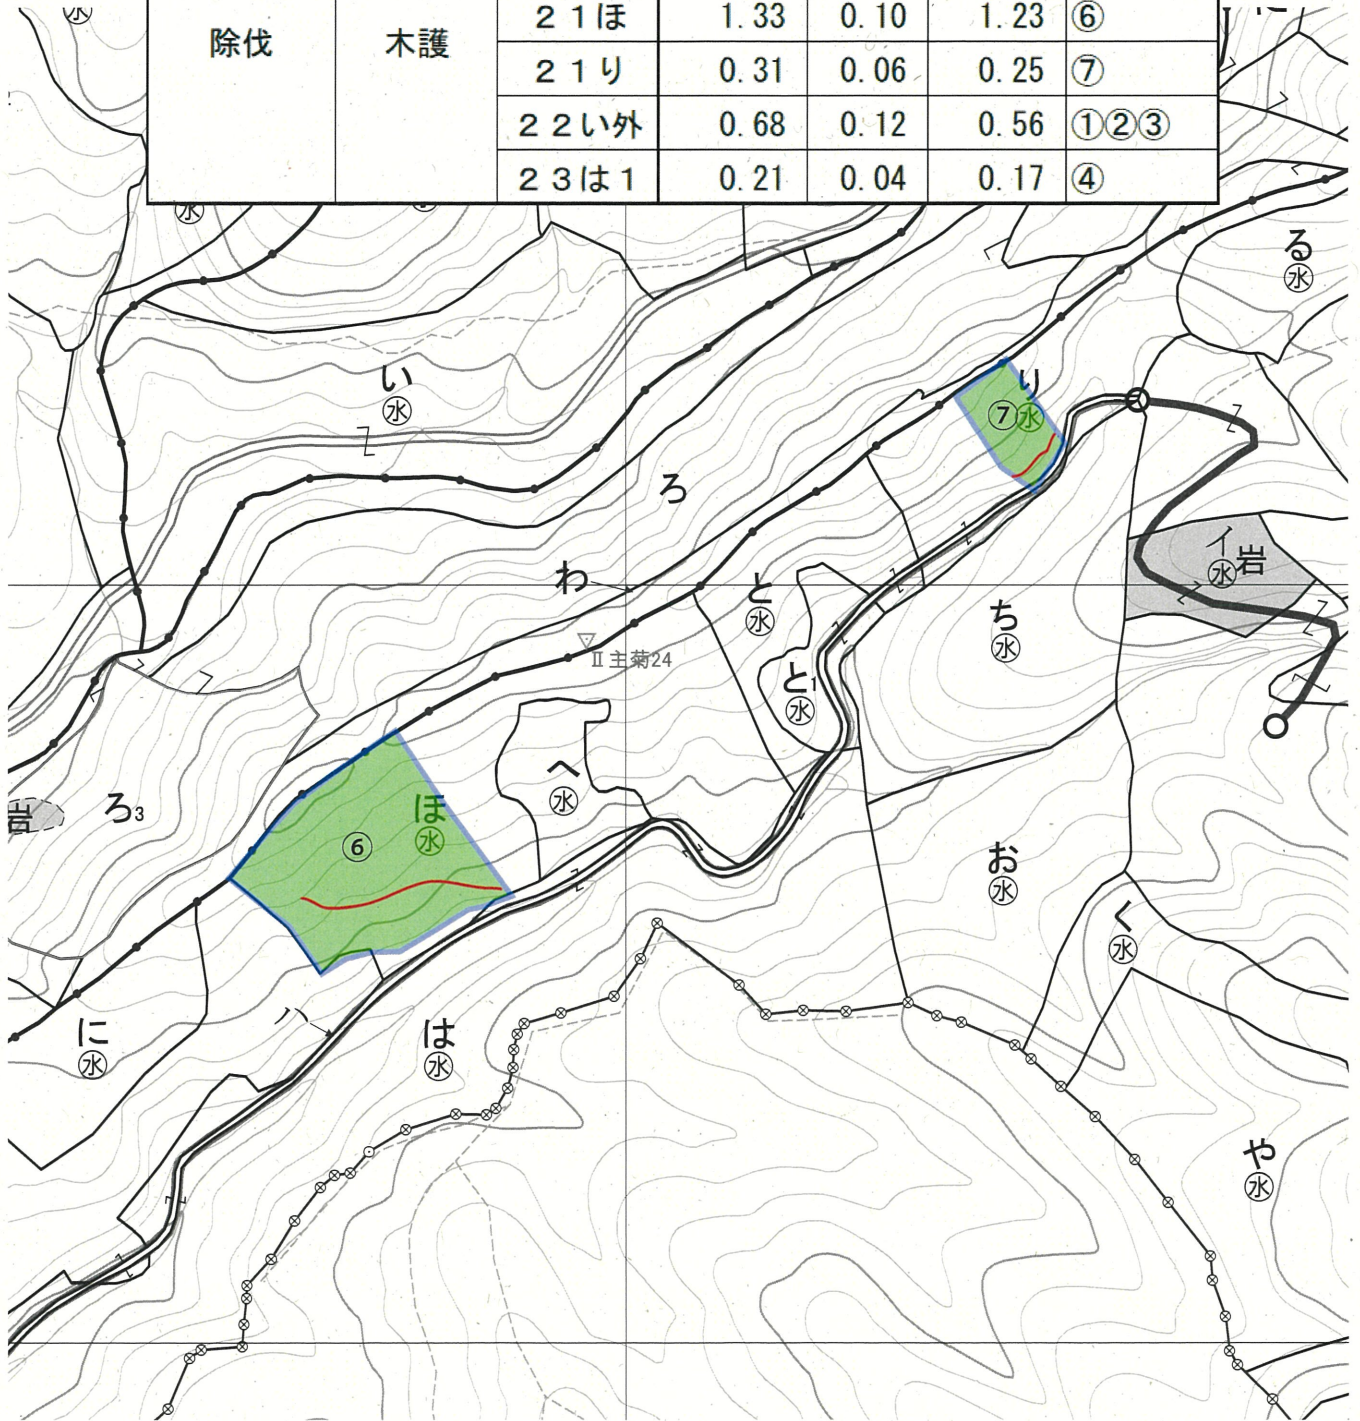 水
21ほ 1.33 0.10 1.23 ⑥
除伐 木護
21り 0.31 0.06 0.25 ⑦
22い外 0.68 0.12 0.56 ①②③
23は1 0.21 0.04 0.17 ④
水
る
水
い
水
り
⑦水
ろ
イ岩
水
わ
と
水
ち
水
Ⅱ主菊24
と1
水
へ
水
岩
ろ3
ほ
⑥
水
お
水
く
水
ハ
に
水
は
水
や
水